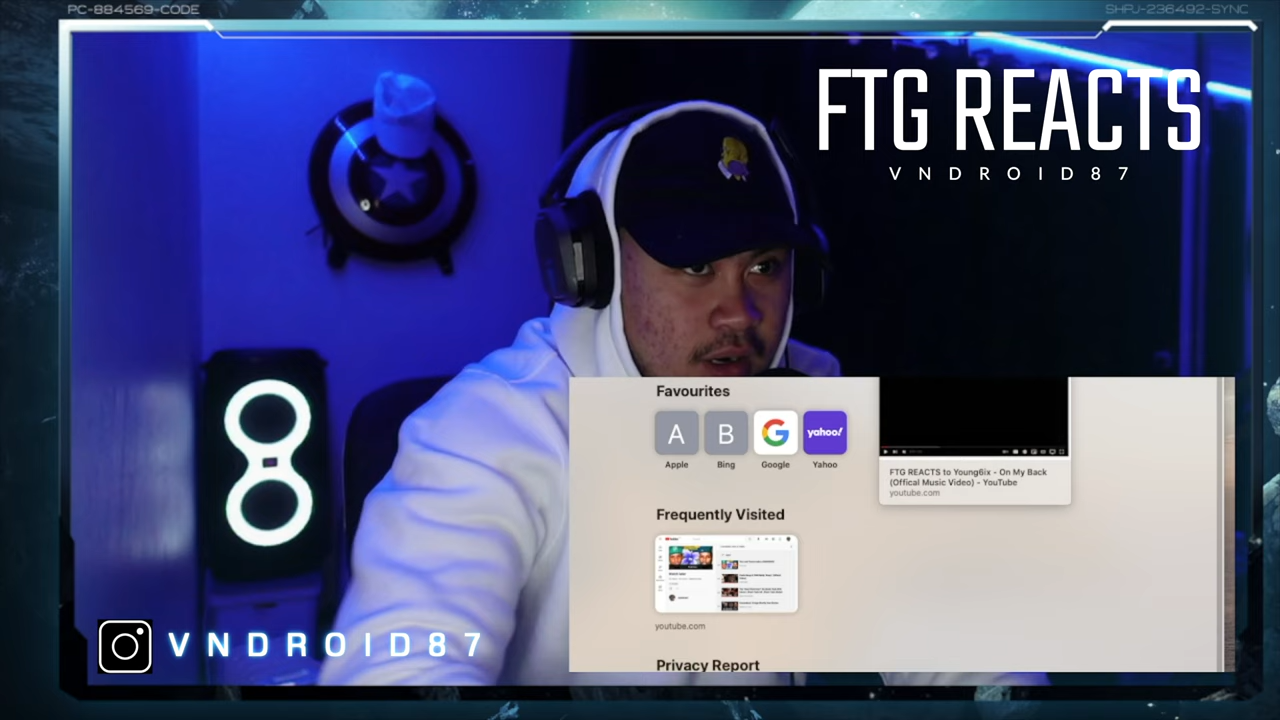 PC-884569-CODE
SHPJ-236492-SYNC
FTG REACTS
VNDROID87
Favourites
A
B
yahoo!
Apple
Bing
Google
Yahoo
FTG REACTS to Young6ix - On My Back
(Offical Music Video) - YouTube
youtube.com
Frequently Visited
youtube.com
Privacy Report
VNDROID87